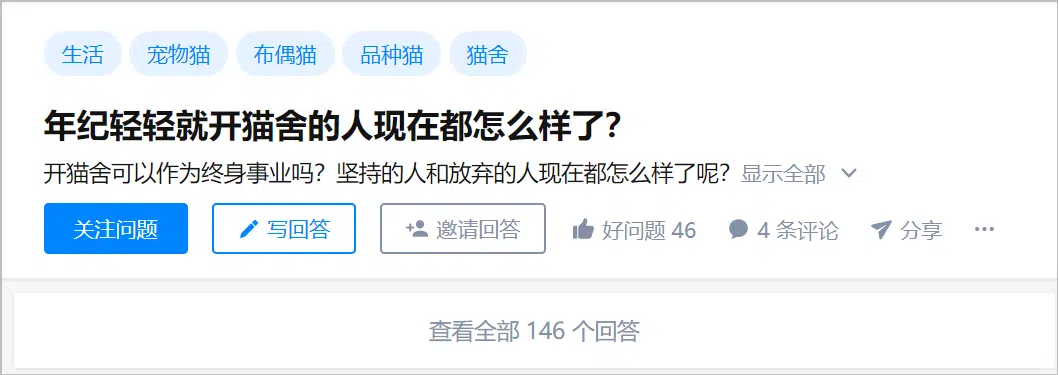 生活 宠物猫 布偶猫 品种猫 猫舍
年纪轻轻就开猫舍的人现在都怎么样了？
开猫舍可以作为终身事业吗？坚持的人和放弃的人现在都怎么样了呢？ 显示全部
关注问题 写回答 邀请回答 好问题 46 4 条评论 分享
查看全部 146 个回答